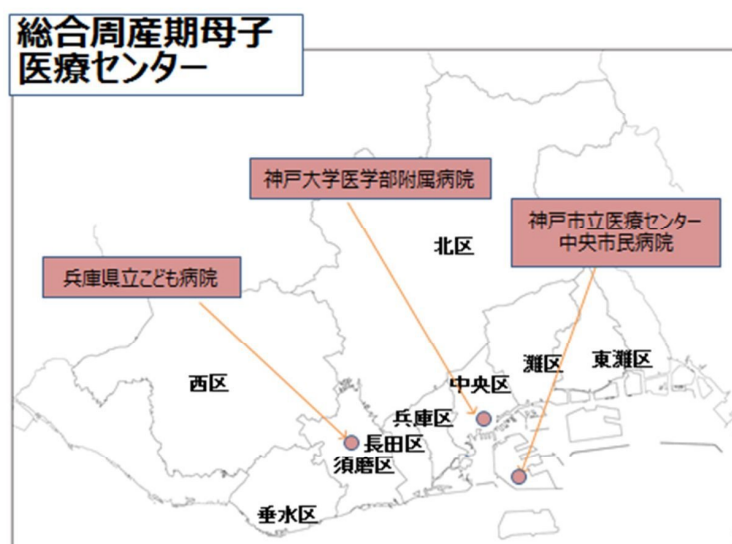 総合周産期母子
医療センター
神戸大学医学部附属病院
神戸市立医療センター
中央市民病院
北区
兵庫県立こども病院
灘区
東灘区
西区
中央区
兵庫区
長田区
須磨区
垂水区